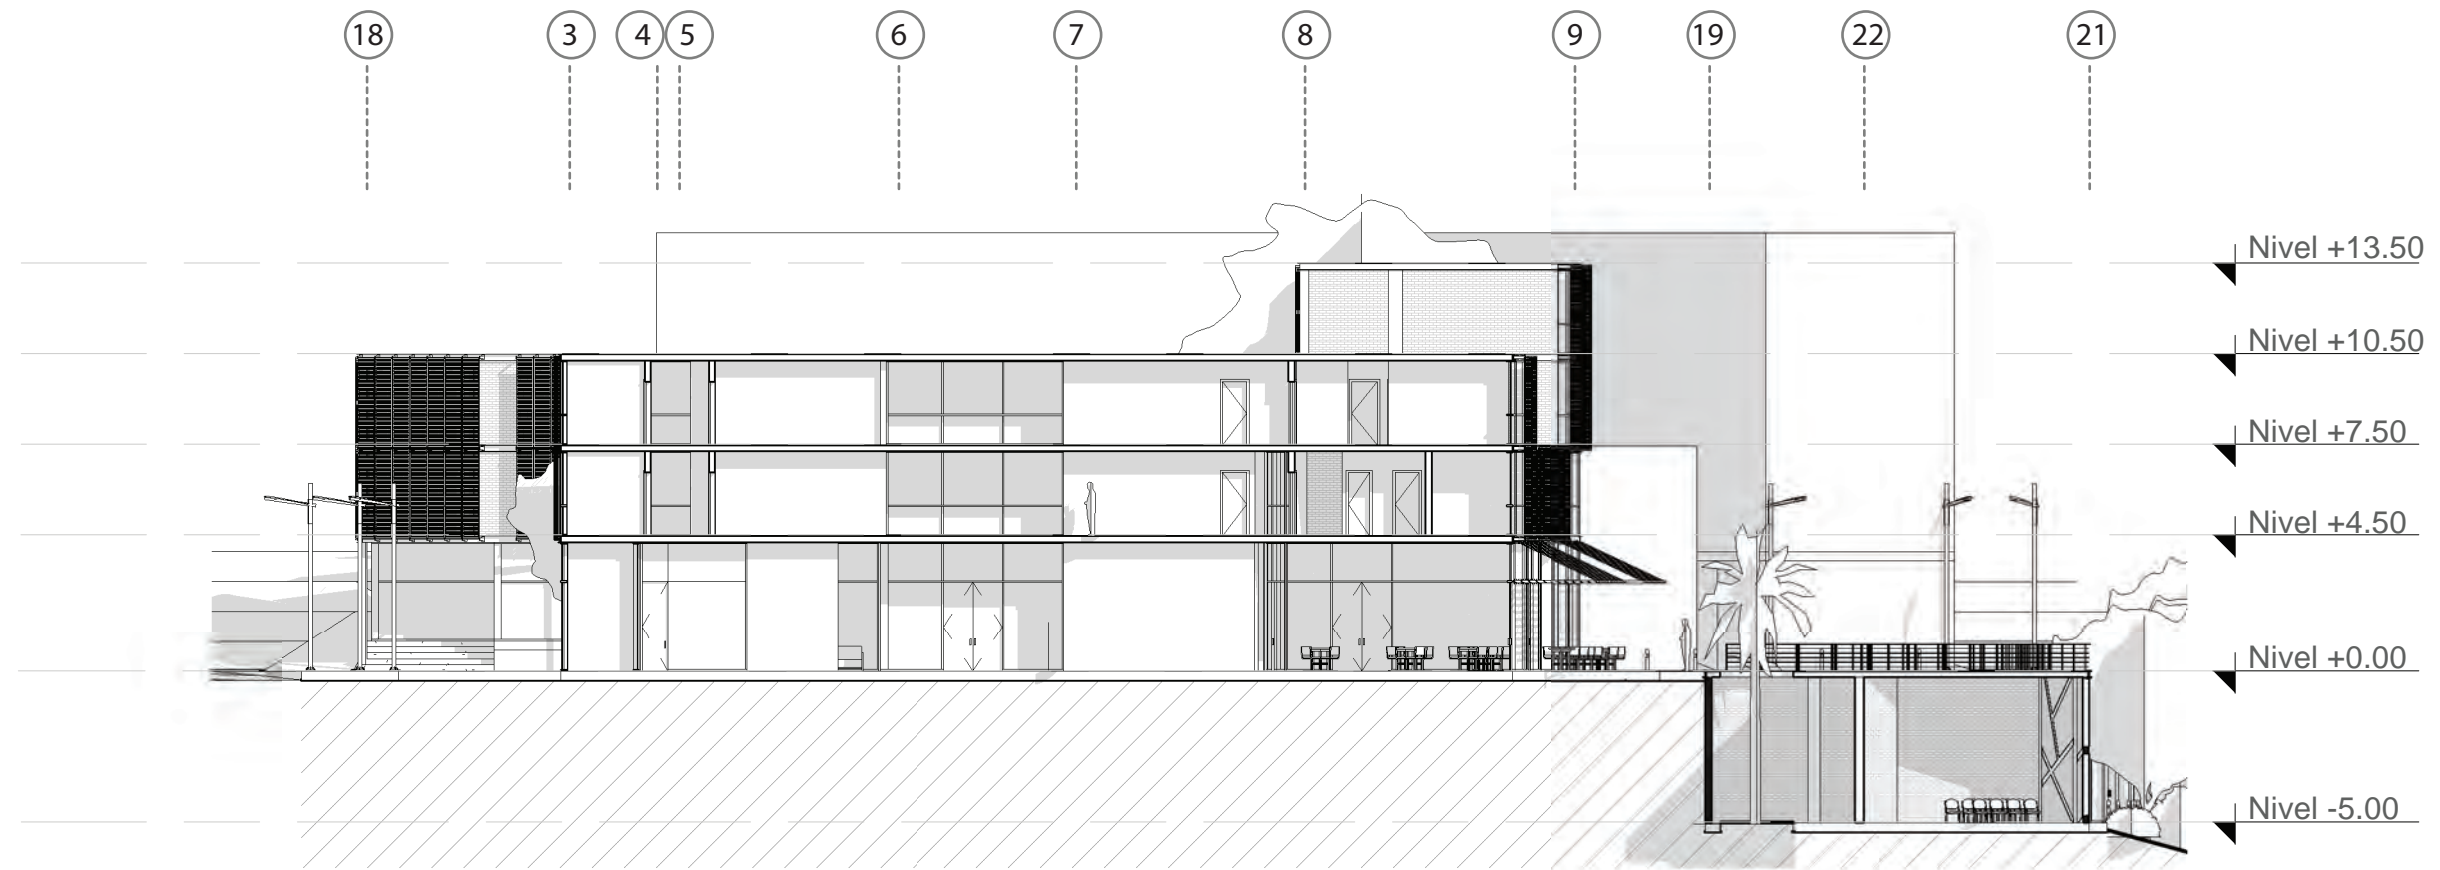 18 3 4 5 6 7 8 9 19 22 21
Nivel +13.50
Nivel +10.50
Nivel +7.50
Nivel +4.50
Nivel +0.00
Nivel -5.00